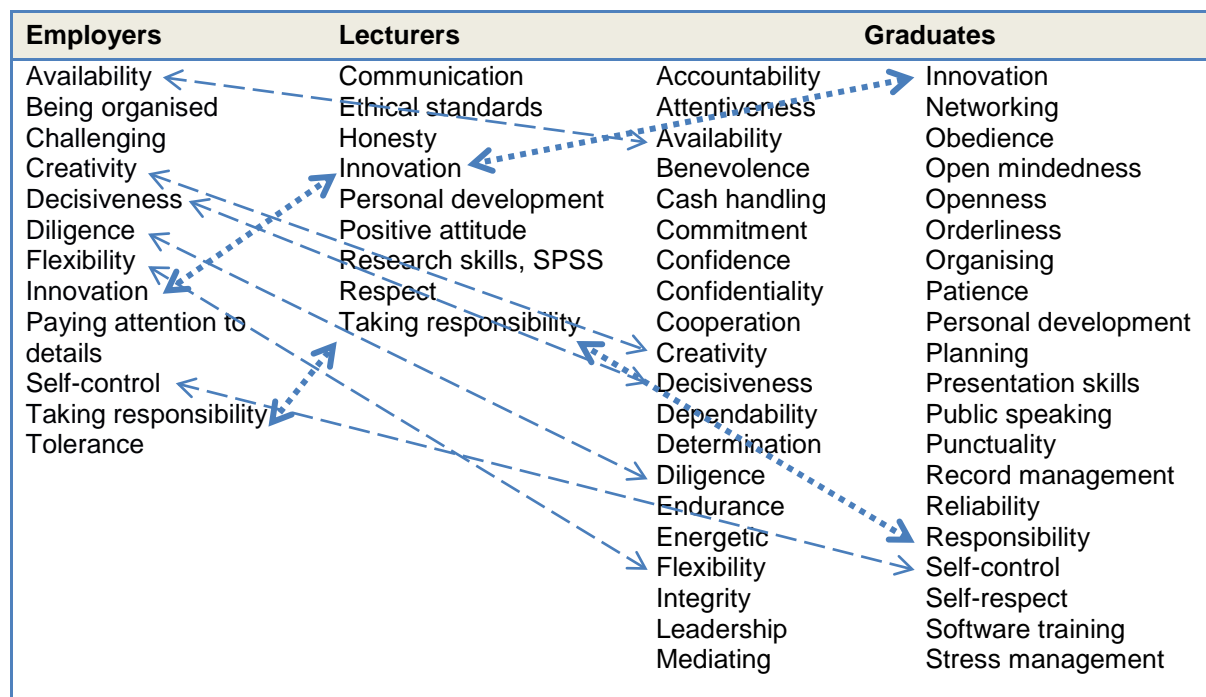 Employers
Lecturers
Graduates
Availability
Being organised
Challenging
Creativity
Decisiveness
Diligence
Flexibility
Innovation
Paying attention to
details
Self-control
Taking responsibility
Tolerance
Communication
Ethical standards
Honesty
Innovation
Personal development
Positive attitude
Research skills, SPSS
Respect
Taking responsibility
Accountability
Attentiveness
Availability
Benevolence
Cash handling
Commitment
Confidence
Confidentiality
Cooperation
Creativity
Decisiveness
Dependability
Determination
Diligence
Endurance
Energetic
Flexibility
Integrity
Leadership
Mediating
Innovation
Networking
Obedience
Open mindedness
Openness
Orderliness
Organising
Patience
Personal development
Planning
Presentation skills
Public speaking
Punctuality
Record management
Reliability
Responsibility
Self-control
Self-respect
Software training
Stress management